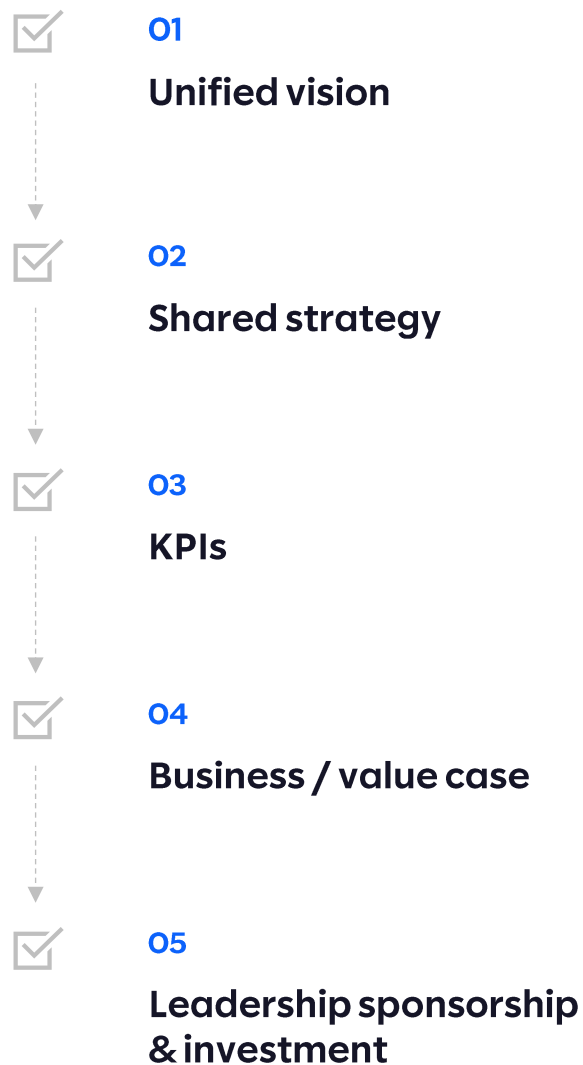 01
Unified vision
02
Shared strategy
03
KPIs
04
Business / value case
05
Leadership sponsorship
& investment